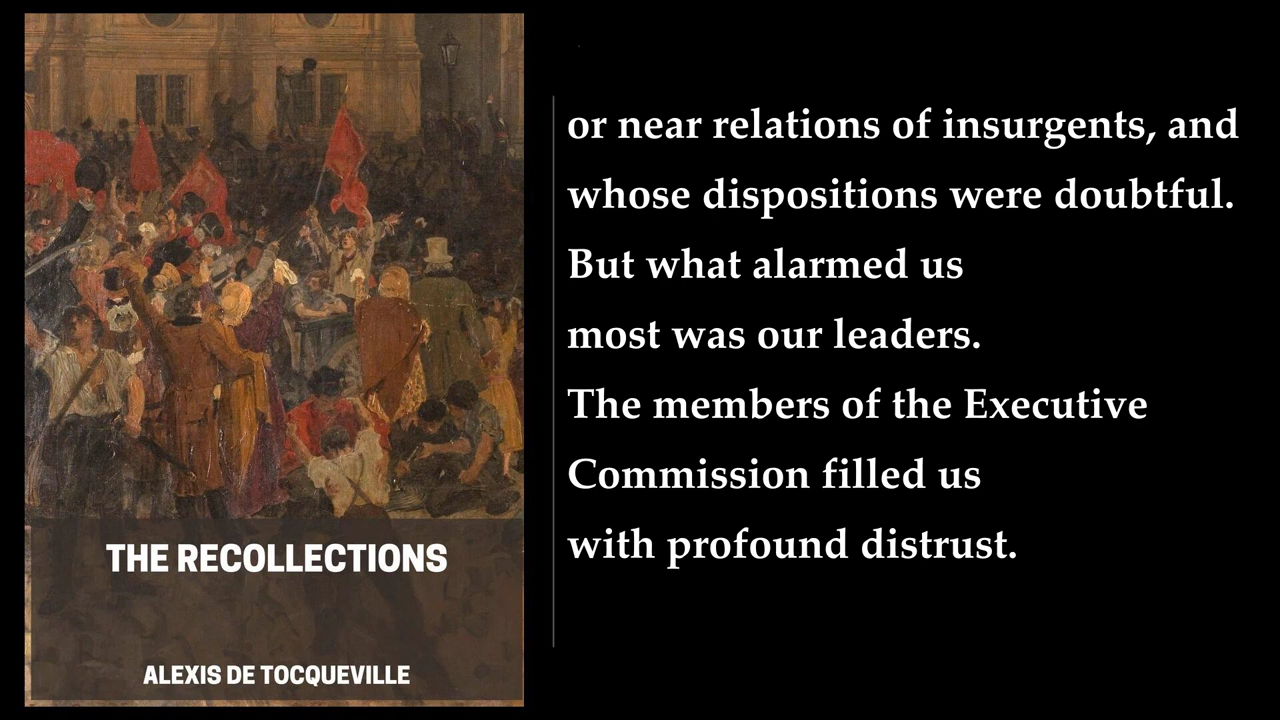 THE RECOLLECTIONS
ALEXIS DE TOCQUEVILLE
or near relations of insurgents, and
whose dispositions were doubtful.
But what alarmed us
most was our leaders.
The members of the Executive
Commission filled us
with profound distrust.